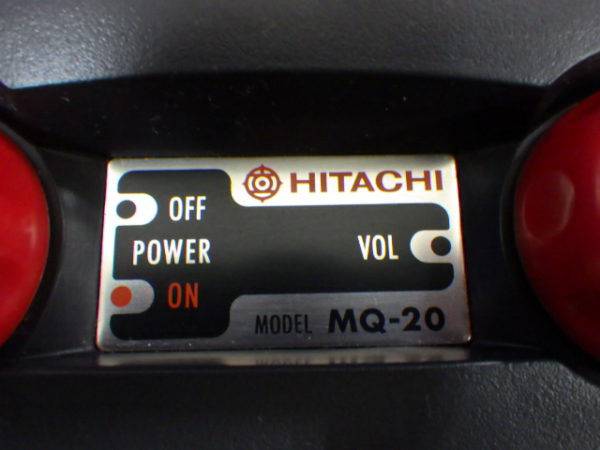 HITACHI
OFF
POWER
VOL
ON
MODEL MQ-20